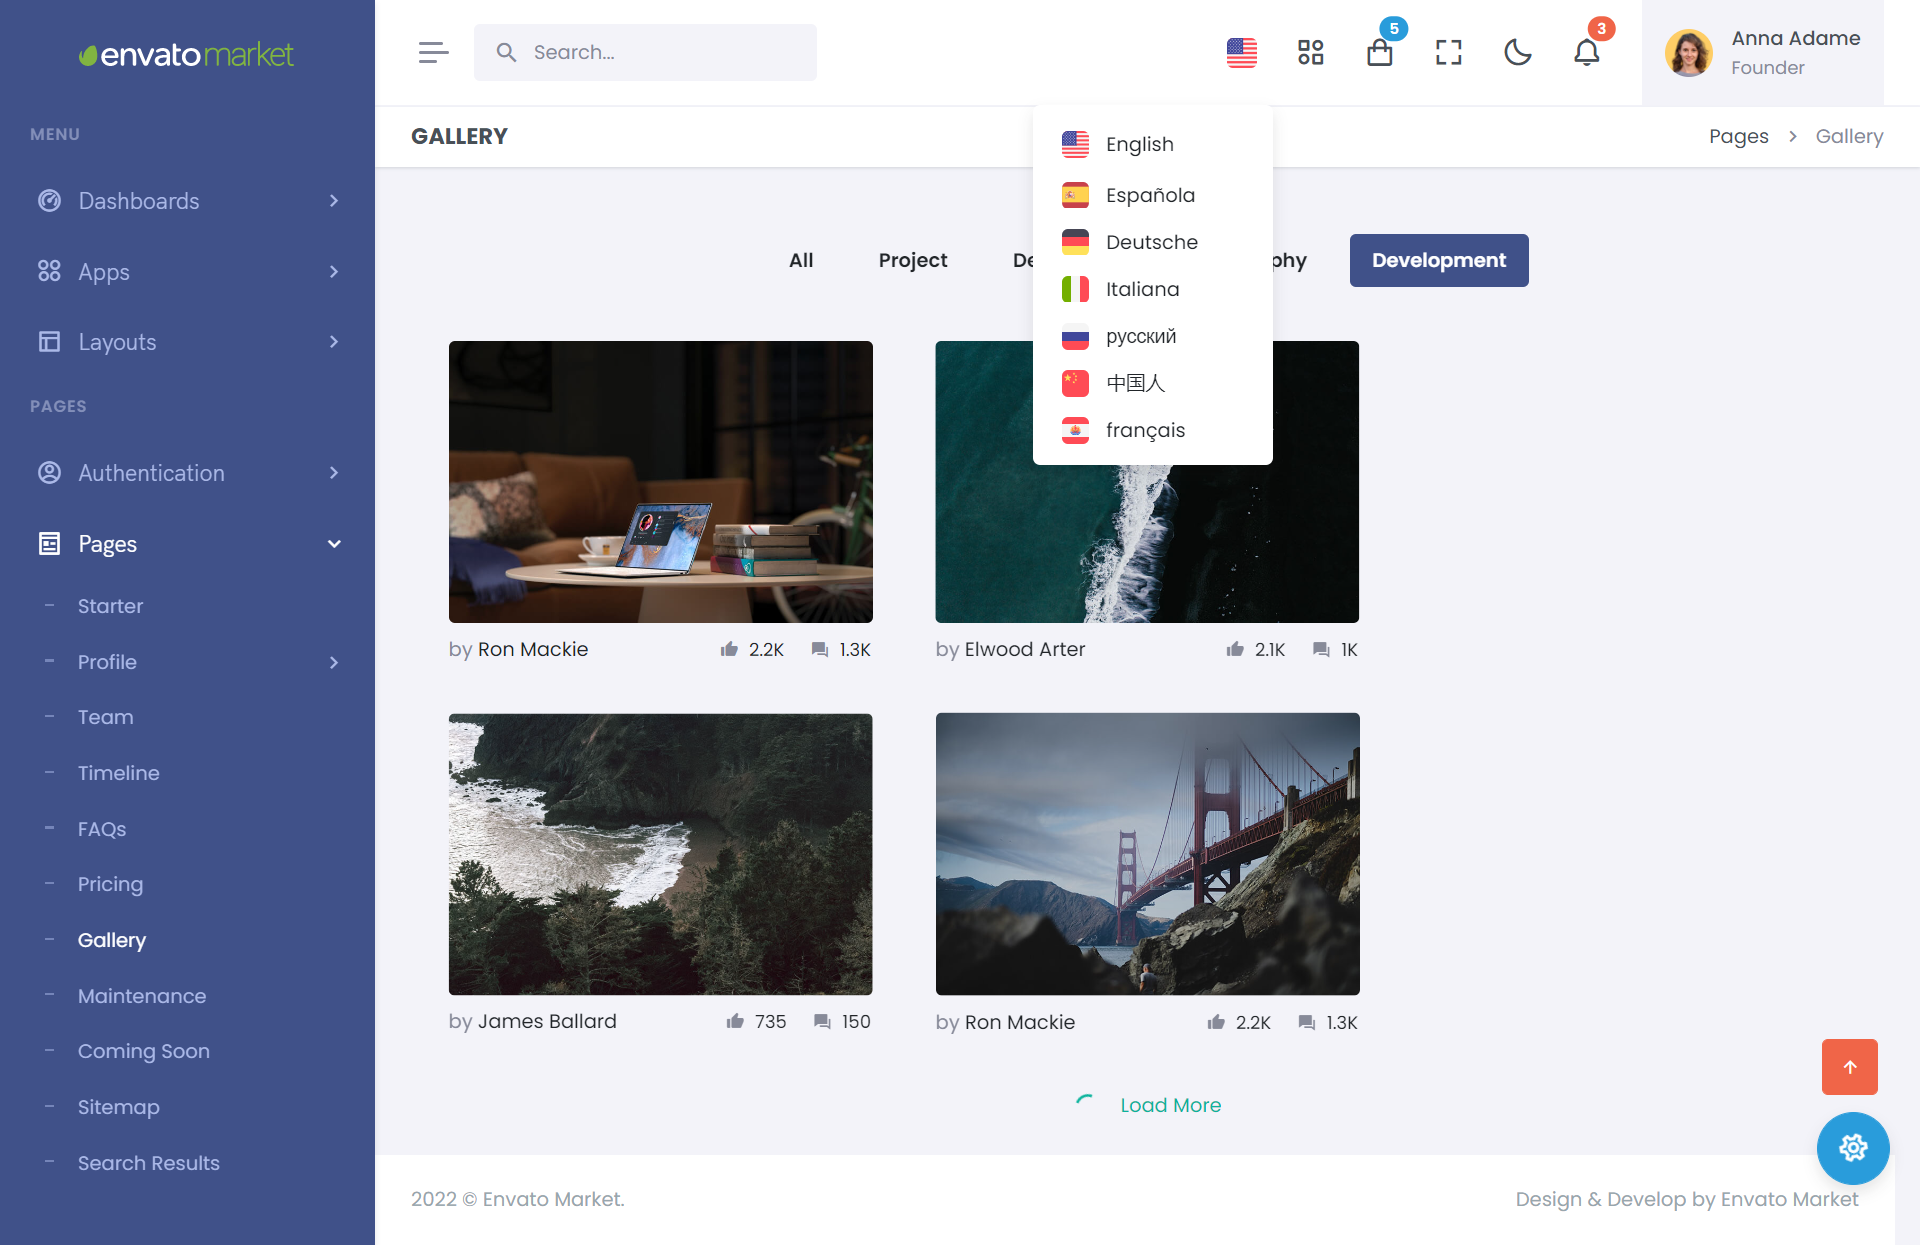 envato market
Search...
5
3
Anna Adame
Founder
MENU
Dashboards
Apps
Layouts
PAGES
Authentication
Pages
Starter
Profile
Team
Timeline
FAQs
Pricing
Gallery
Maintenance
Coming Soon
Sitemap
Search Results
GALLERY
Pages > Gallery
English
Española
Deutsche
Italiana
русский
中国人
français
All
Project
Development
by Ron Mackie 2.2K 1.3K
by Elwood Arter 2.1K 1K
by James Ballard 735 150
by Ron Mackie 2.2K 1.3K
Load More
2022 © Envato Market.
Design & Develop by Envato Market